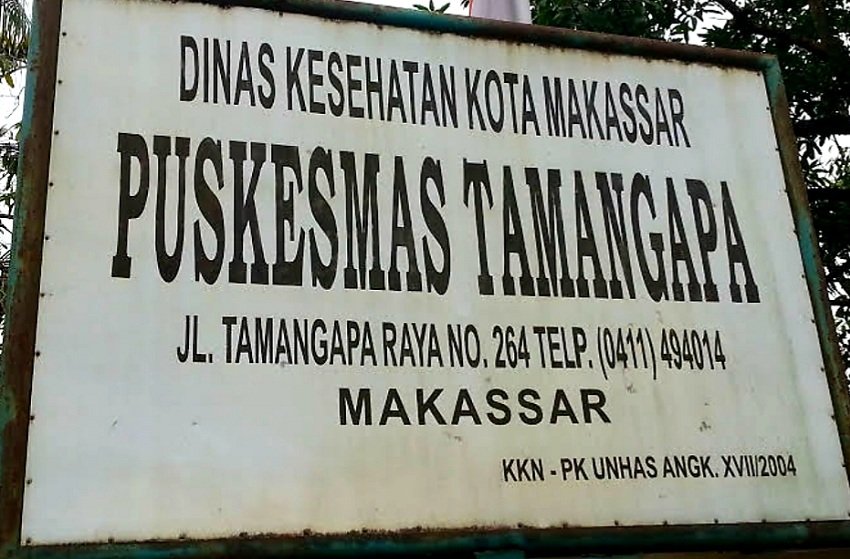 DINAS KESEHATAN KOTA MAKASSAR
PUSKESMAS TAMANGAPA
JL. TAMANGAPA RAYA NO. 264 TELP. (0411) 494014
MAKASSAR
KKN - PK UNHAS ANGK. XVII/2004